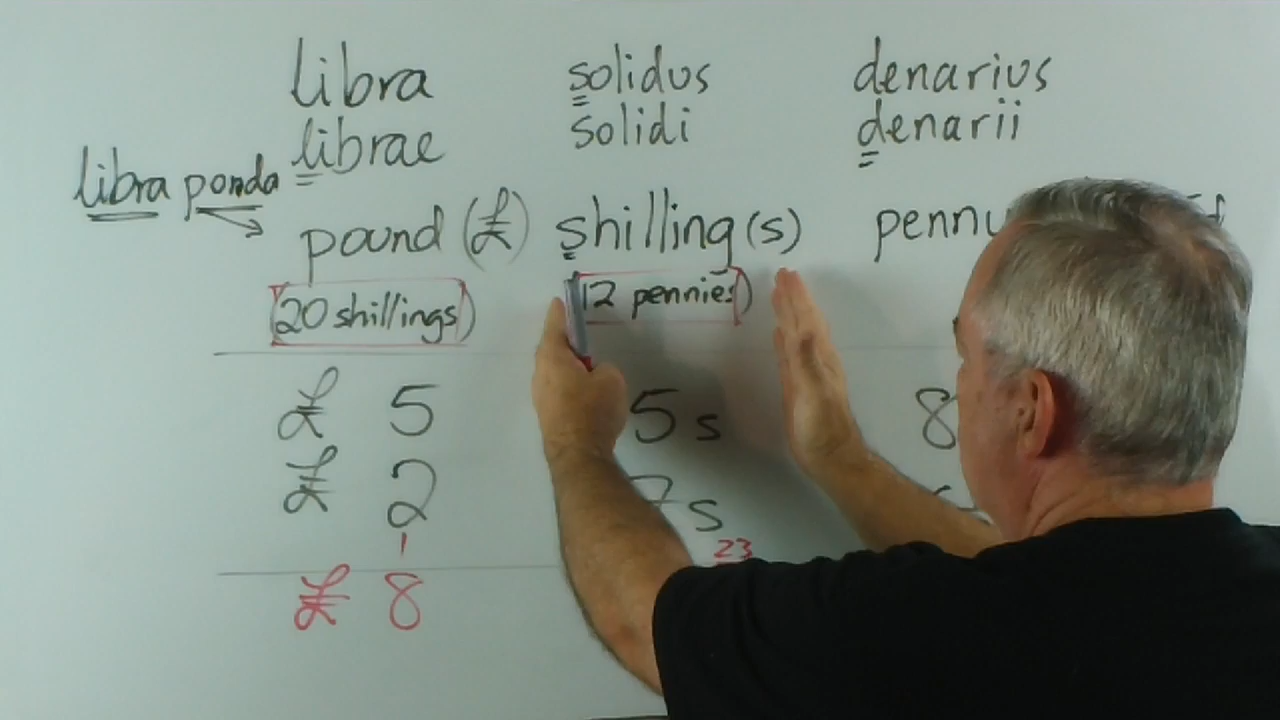 libra solidus denarius
librae solidi denarii
libra ponda
pound (£) shilling (s)
(20 shillings) 12 pennies)
£ 5 5 s 8
£ 2 7 s
1 23
£ 8